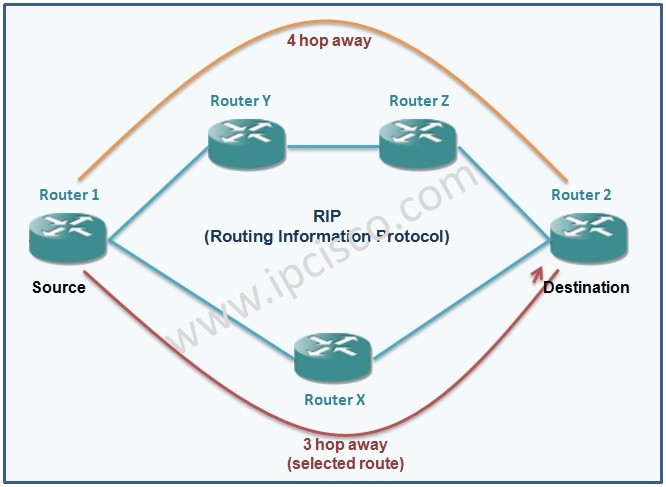 4 hop away
Router Y
Router Z
Router 1
Router 2
RIP
(Routing Information Protocol)
Source
Destination
www.ipcisco.com
Router X
3 hop away
(selected route)